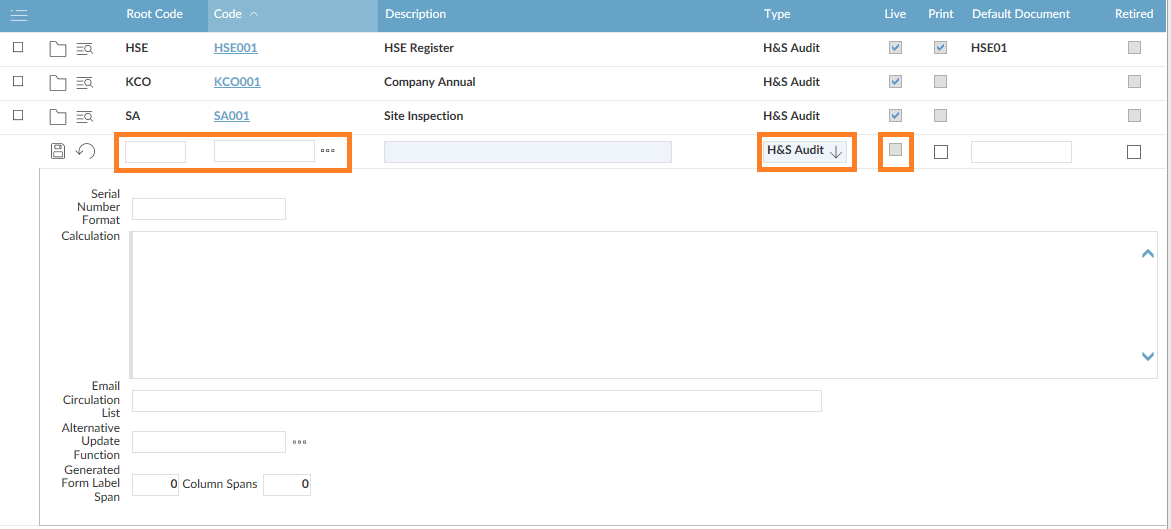 Root Code Code Description Type Live Print Default Document Retired
HSE HSE001 HSE Register H&S Audit HSE01
KCO KCO001 Company Annual H&S Audit
SA SA001 Site Inspection H&S Audit
H&S Audit
Serial
Number
Format
Calculation
Email
Circulation
List
Alternative
Update
Function
Generated
Form Label 0 Column Spans 0
Span